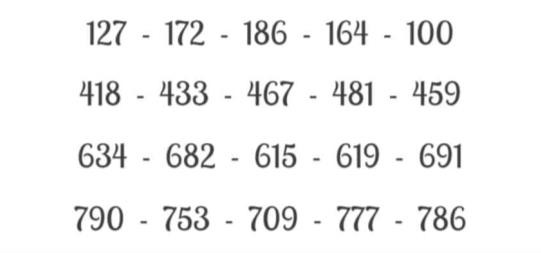 127 - 172 - 186 - 164 - 100
418 - 433 - 467 - 481 - 459
634 - 682 - 615 - 619 - 691
790 - 753 - 709 - 777 - 786